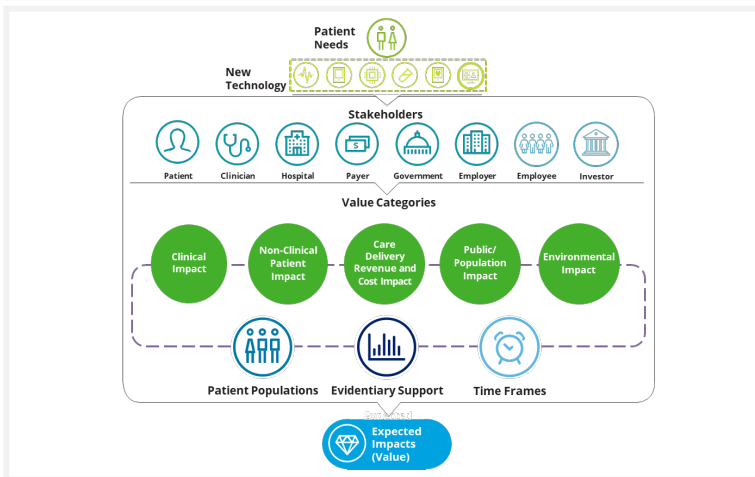 Patient
Needs
New
Technology
Stakeholders
$
Patient
Clinician
Hospital
Payer
Government
Employer
Employee
Investor
Value Categories
Clinical
Impact
Non-Clinical
Patient
Impact
Care
Delivery
Revenue and
Cost Impact
Public/
Population
Impact
Environmental
Impact
Patient Populations
Evidentiary Support
Time Frames
Expected
Impacts
(Value)